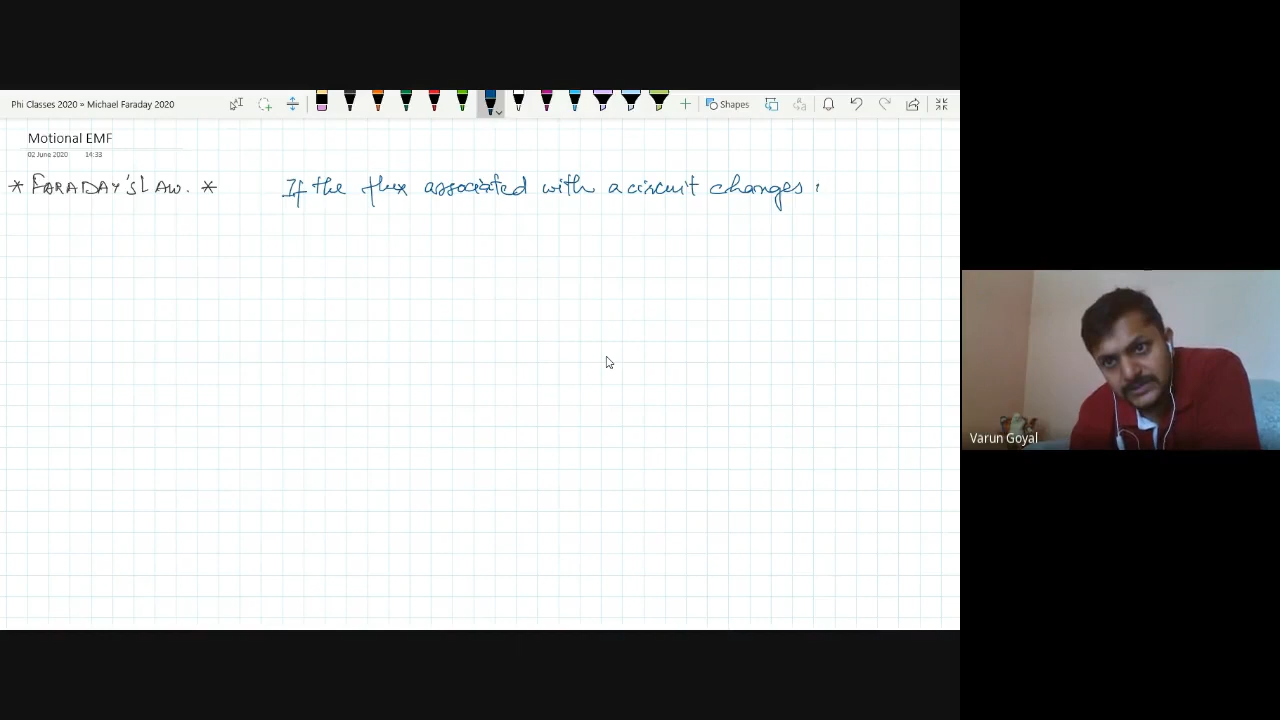 Phi Classes 2020 » Michael Faraday 2020
Shapes
Motional EMF
02 June 2020 14:33
* FARADAY'S LAW. * If the flux associated with a circuit changes
Varun Goyal